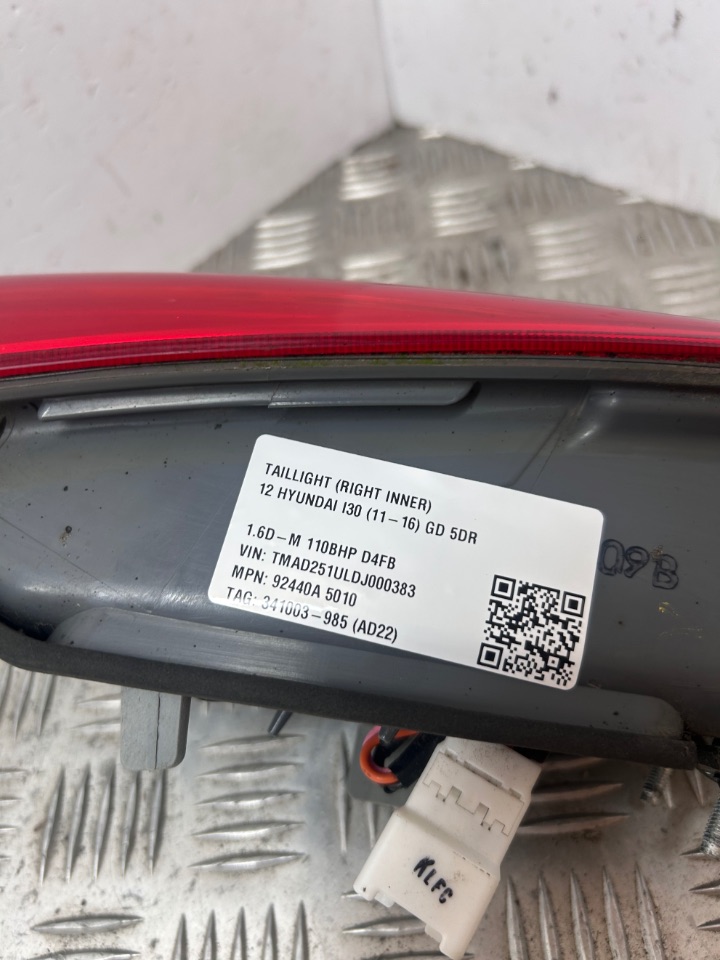 TAILLIGHT (RIGHT INNER)
12 HYUNDAI I30 (11-16) GD 5DR
1.6D-M 110BHP D4FB
VIN: TMAD251ULDJ000383
MPN: 92440A 5010
TAG: 341003-985 (AD22)
09B
KLFC